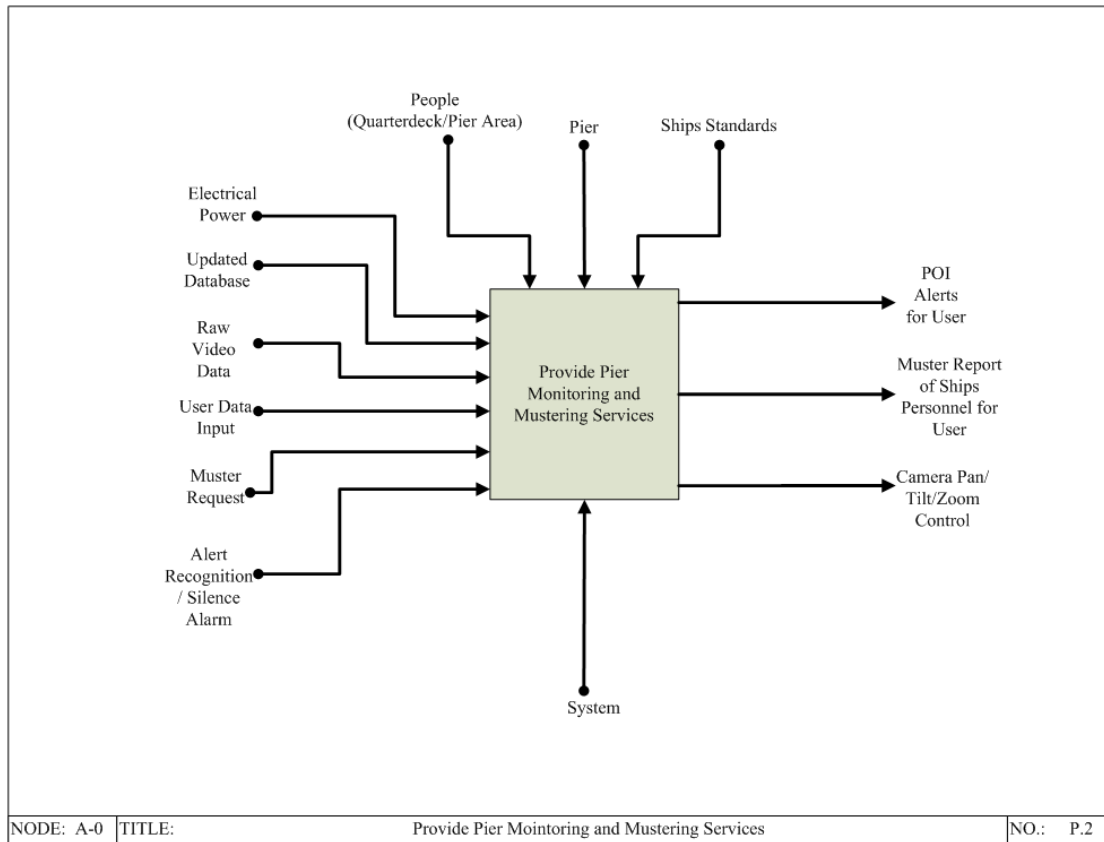 People
(Quarterdeck/Pier Area)
Pier
Ships Standards
Electrical
Power
Updated
Database
Raw
Video
Data
User Data
Input
Muster
Request
Alert
Recognition
/ Silence
Alarm
Provide Pier
Monitoring and
Mustering Services
POI
Alerts
for User
Muster Report
of Ships
Personnel for
User
Camera Pan/
Tilt/Zoom
Control
System
NODE: A-0 TITLE: Provide Pier Mointoring and Mustering Services NO.: P.2